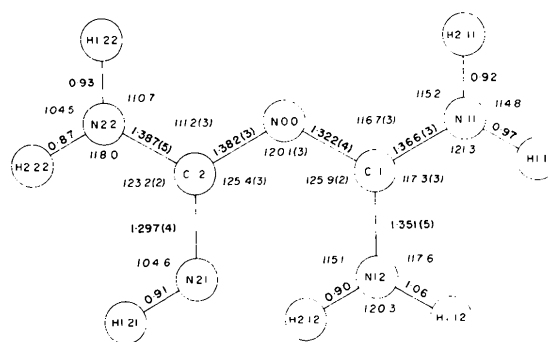 H122
H211
0.93
0.92
104.5
110.7
115.2
N22
1.387(5)
111.2(3)
1.382(3)
N00
1.322(4)
116.7(3)
1.366(3)
N11
114.8
0.87
0.97
H222
118.0
120.1(3)
121.3
123.2(2)
C2
125.4(3)
125.9(2)
C1
117.3(3)
1.297(4)
1.351(5)
104.6
N21
115.1
117.6
N12
0.91
0.90
1.06
120.3
H121
H212